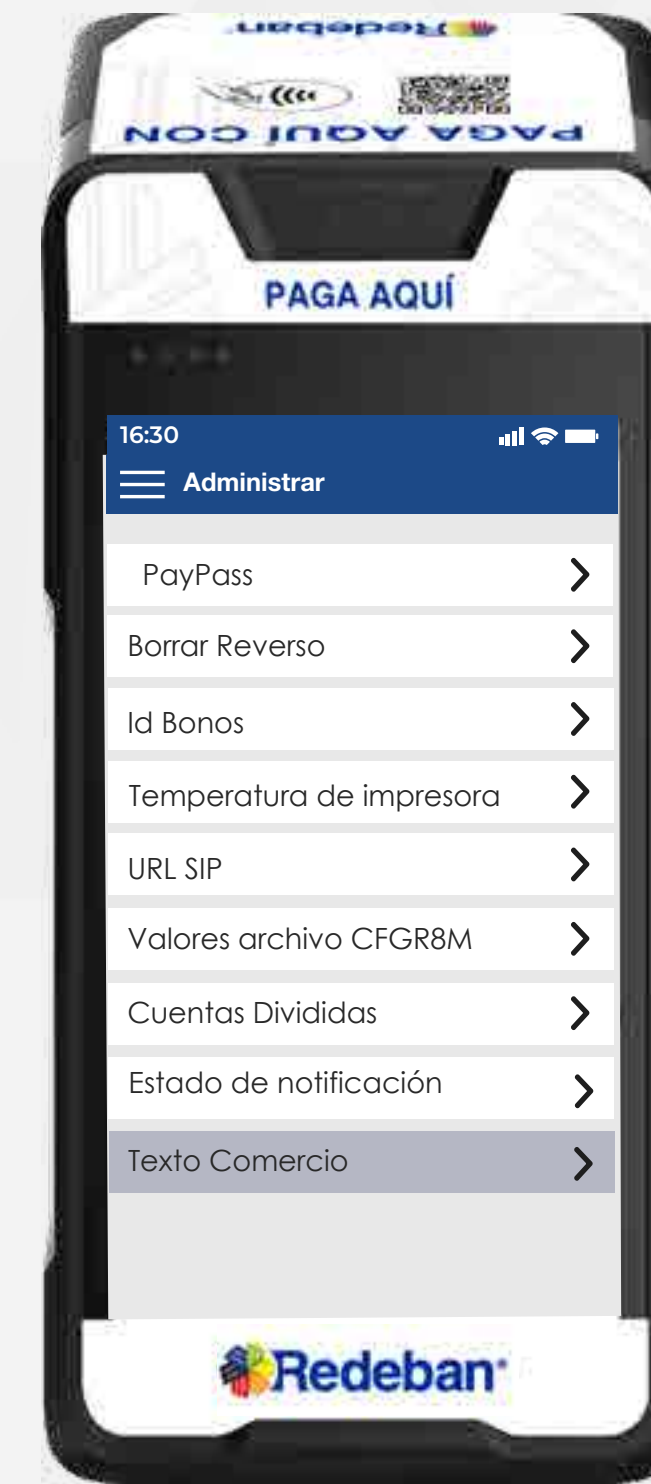 Redeban
PAGA AQUÍ CON
PAGA AQUÍ
16:30
Administrar
PayPass
Borrar Reverso
Id Bonos
Temperatura de impresora
URL SIP
Valores archivo CFGR8M
Cuentas Divididas
Estado de notificación
Texto Comercio
Redeban